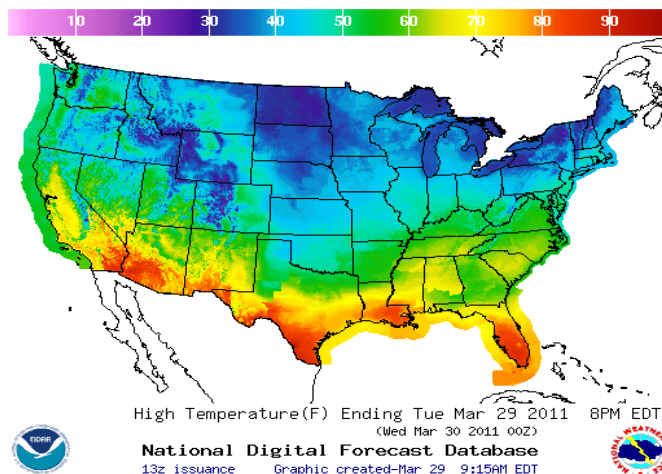 10 20 30 40 50 60 70 80 90
High Temperature(F) Ending Tue Mar 29 2011 8PM EDT
(Wed Mar 30 2011 00Z)
National Digital Forecast Database
13z issuance Graphic created-Mar 29 9:15AM EDT
NOAA